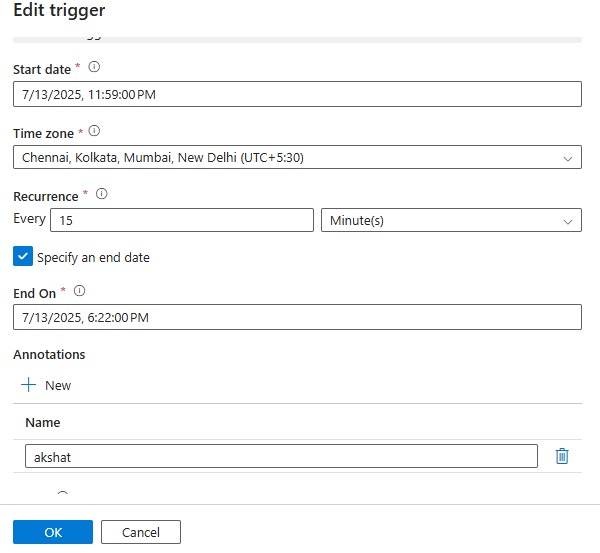 Edit trigger
Start date *
7/13/2025, 11:59:00 PM
Time zone *
Chennai, Kolkata, Mumbai, New Delhi (UTC+5:30)
Recurrence *
Every 15 Minute(s)
Specify an end date
End On *
7/13/2025, 6:22:00 PM
Annotations
New
Name
akshat
OK Cancel